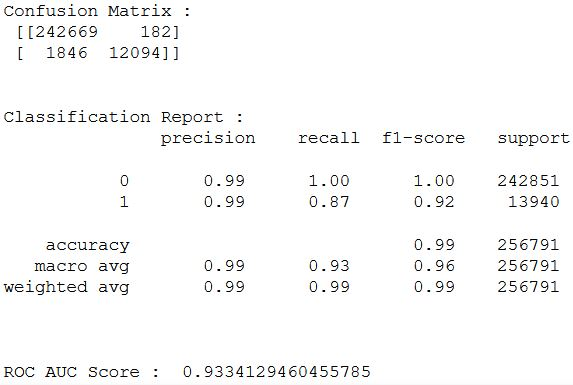 Confusion Matrix :
[[242669    182]
[  1846  12094]]
Classification Report :
precision    recall  f1-score   support
0       0.99      1.00      1.00    242851
1       0.99      0.87      0.92     13940
accuracy                           0.99    256791
macro avg       0.99      0.93      0.96    256791
weighted avg       0.99      0.99      0.99    256791
ROC AUC Score :  0.9334129460455785